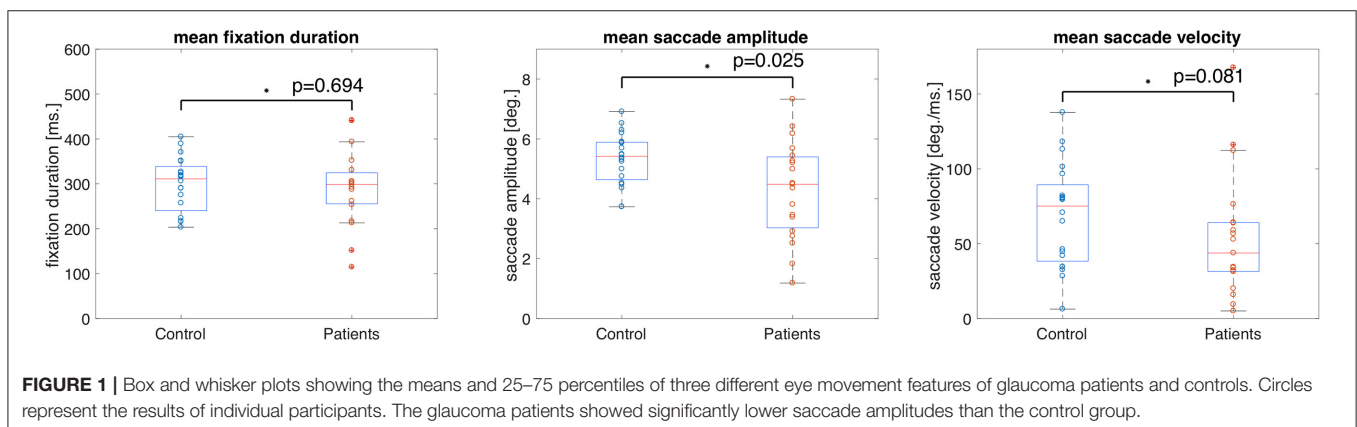 mean fixation duration
600
500
400
300
200
100
0
fixation duration [ms.]
* p=0.694
Control Patients
mean saccade amplitude
8
6
4
2
0
saccade amplitude [deg.]
* p=0.025
Control Patients
mean saccade velocity
150
100
50
0
saccade velocity [deg./ms.]
* p=0.081
Control Patients
FIGURE 1 | Box and whisker plots showing the means and 25–75 percentiles of three different eye movement features of glaucoma patients and controls. Circles
represent the results of individual participants. The glaucoma patients showed significantly lower saccade amplitudes than the control group.